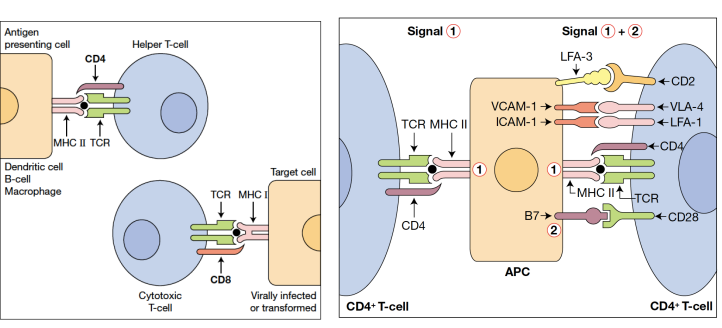 Antigen
presenting cell
CD4
Helper T-cell
MHC II TCR
Dendritic cell
B-cell
Macrophage
Target cell
TCR MHC I
CD8
Cytotoxic
T-cell
Virally infected
or transformed
Signal 1
Signal 1 + 2
LFA-3
CD2
VCAM-1
VLA-4
ICAM-1
LFA-1
TCR MHC II
CD4
1
1
MHC II
TCR
CD4
B7
CD28
2
APC
CD4+ T-cell
CD4+ T-cell